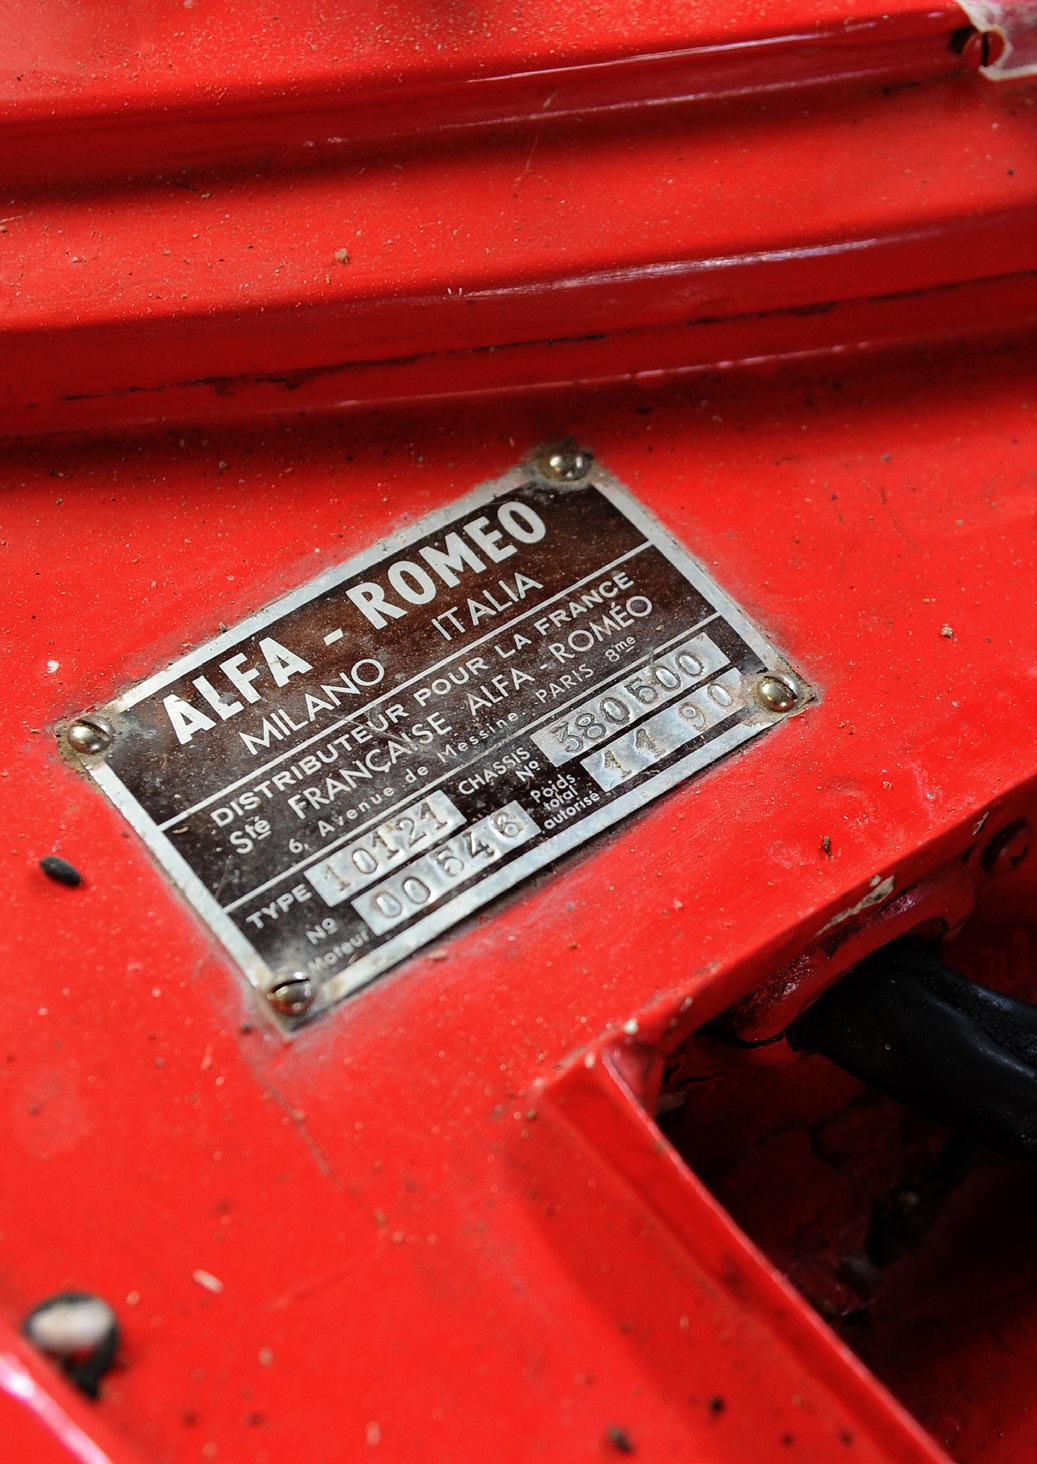 ALFA - ROMEO
MILANO ITALIA
DISTRIBUTEUR POUR LA FRANCE
Sté FRANÇAISE ALFA - ROMÉO
6, Avenue de Messine. PARIS 8me
TYPE 10121 CHASSIS Nº 380500
Nº Moteur 00546 Poids total autorisé 1190